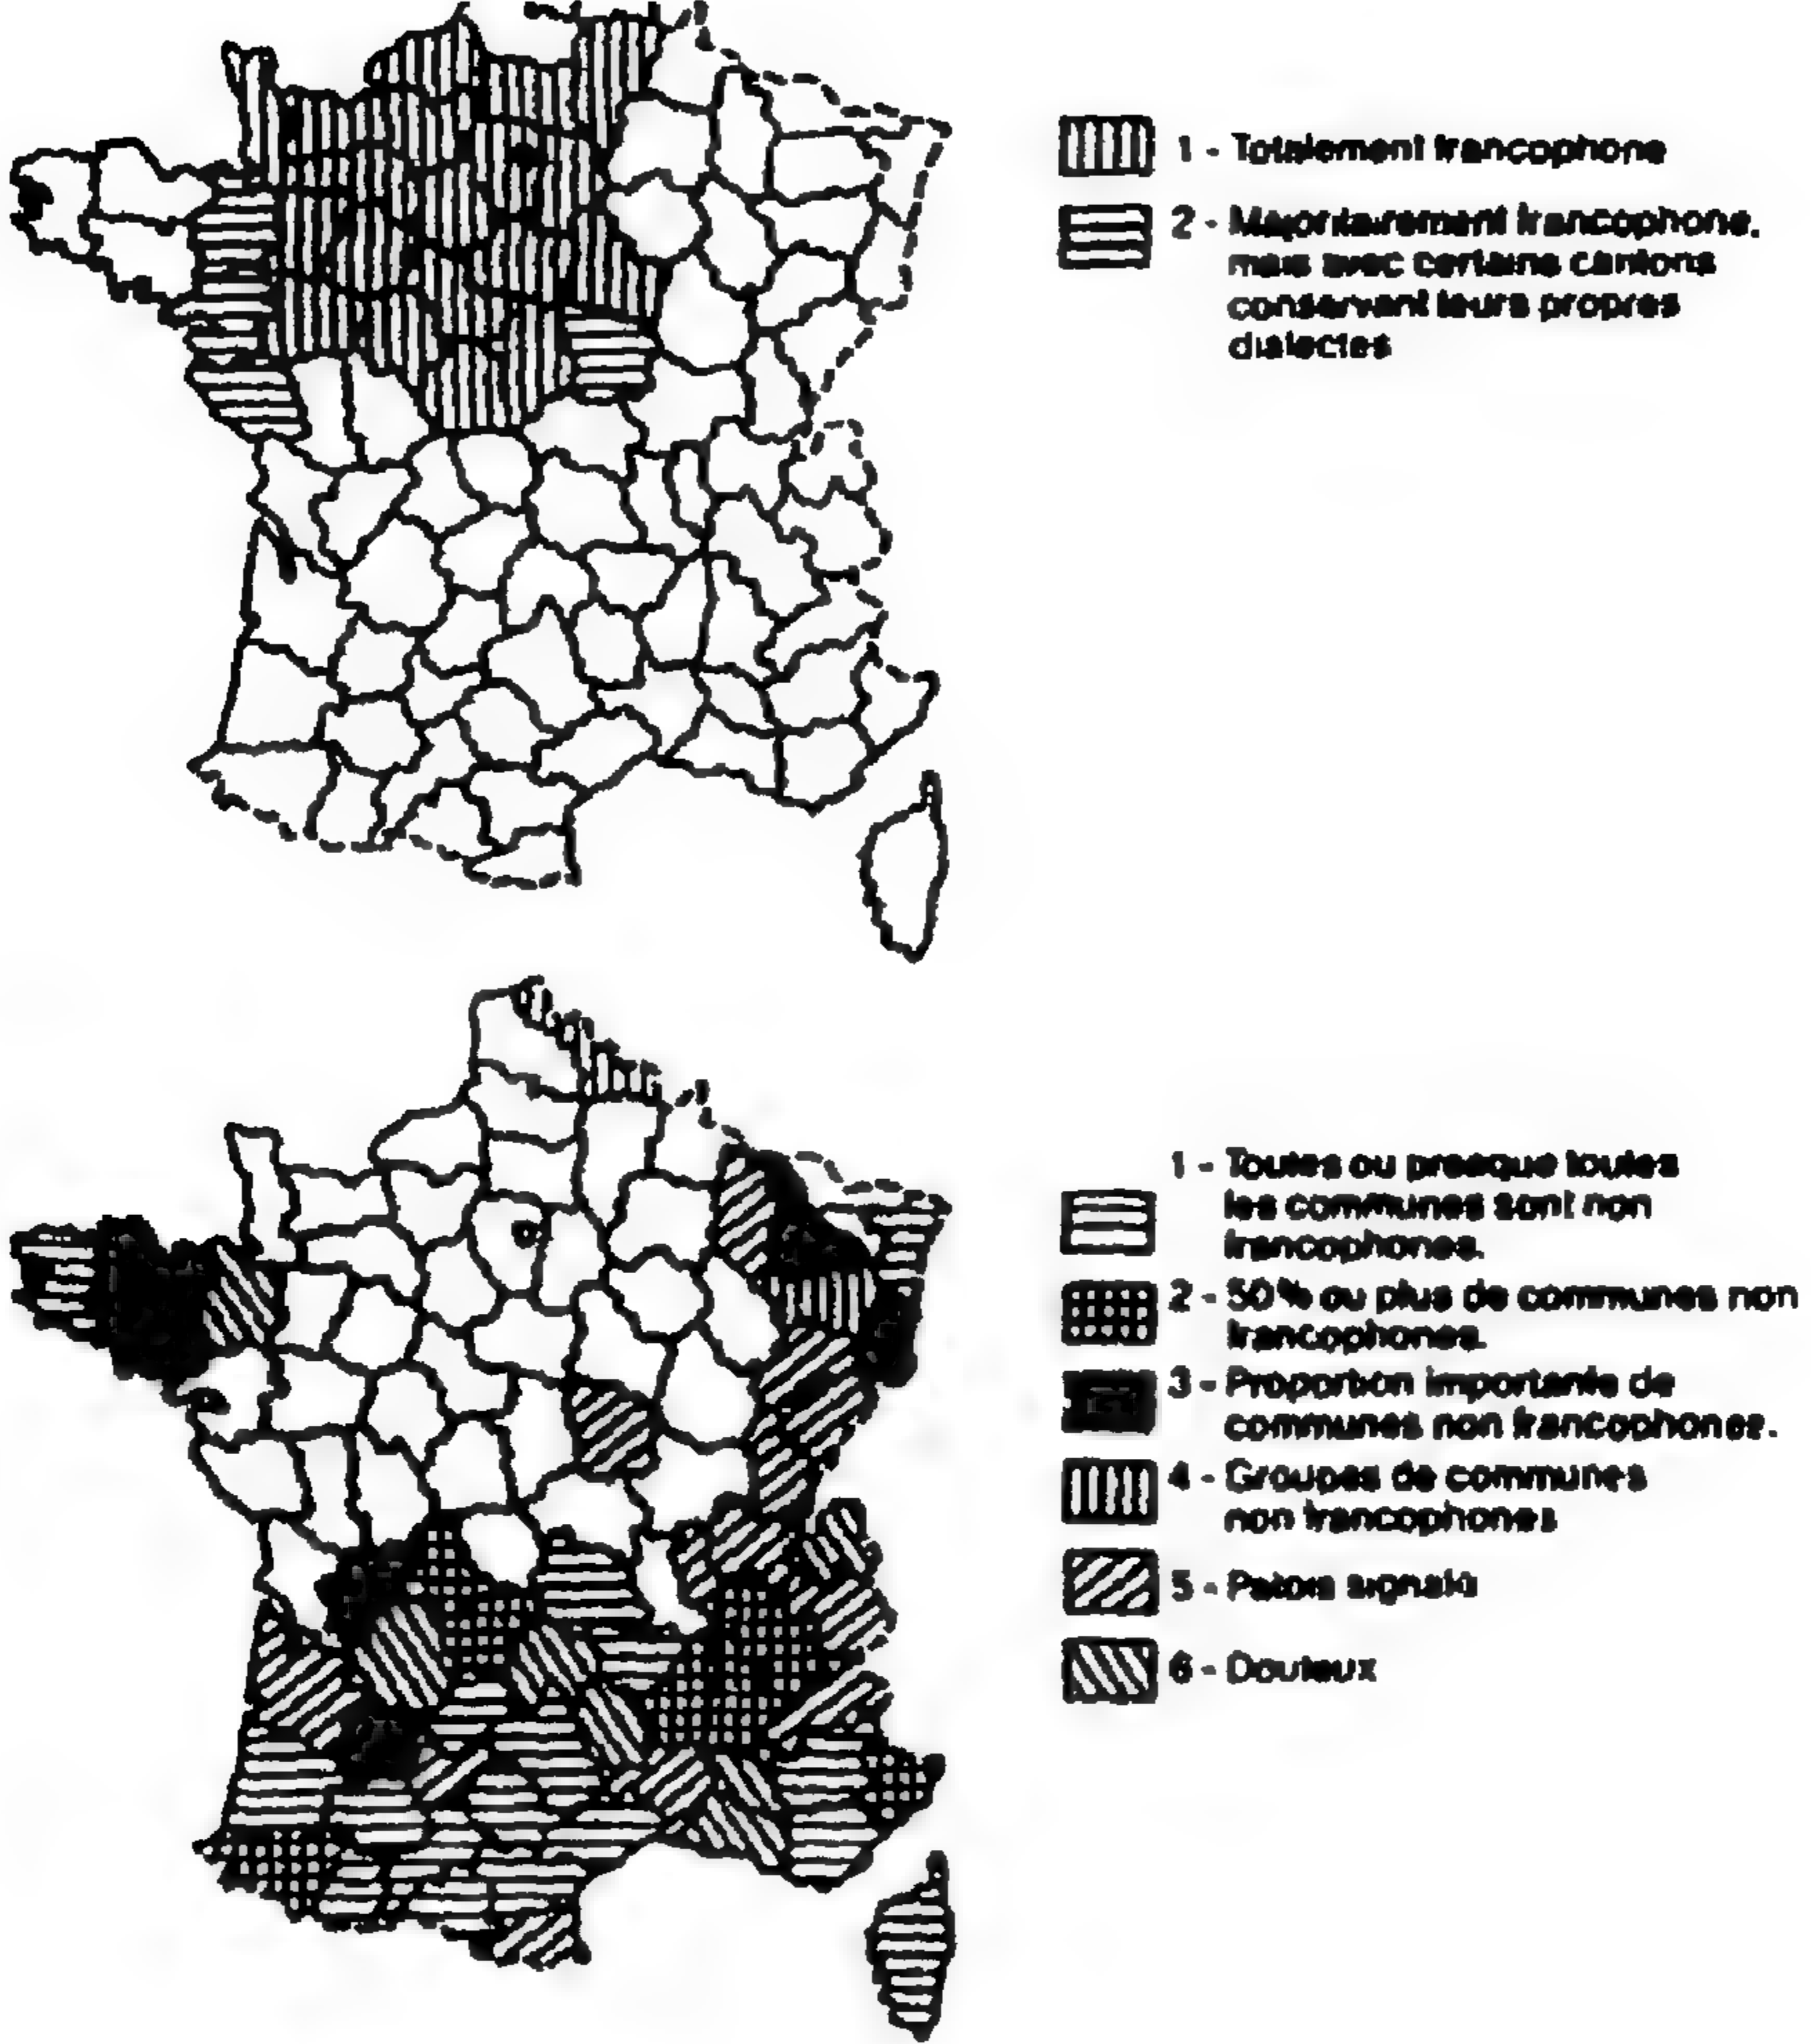 1 - Totalement francophone
2 - Majoritairement francophone,
mais avec certains cantons
conservant leurs propres
dialectes
1 - Toutes ou presque toutes
les communes sont non
francophones.
2 - 50% ou plus de communes non
francophones.
3 - Proportion importante de
communes non francophones.
4 - Groupes de communes
non francophones
5 - Patois signalé
6 - Douteux